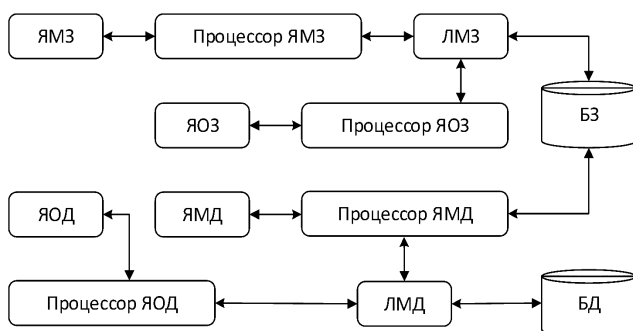 ЯМЗ
Процессор ЯМЗ
ЛМЗ
БЗ
ЯОЗ
Процессор ЯОЗ
ЯОД
ЯМД
Процессор ЯМД
Процессор ЯОД
ЛМД
БД